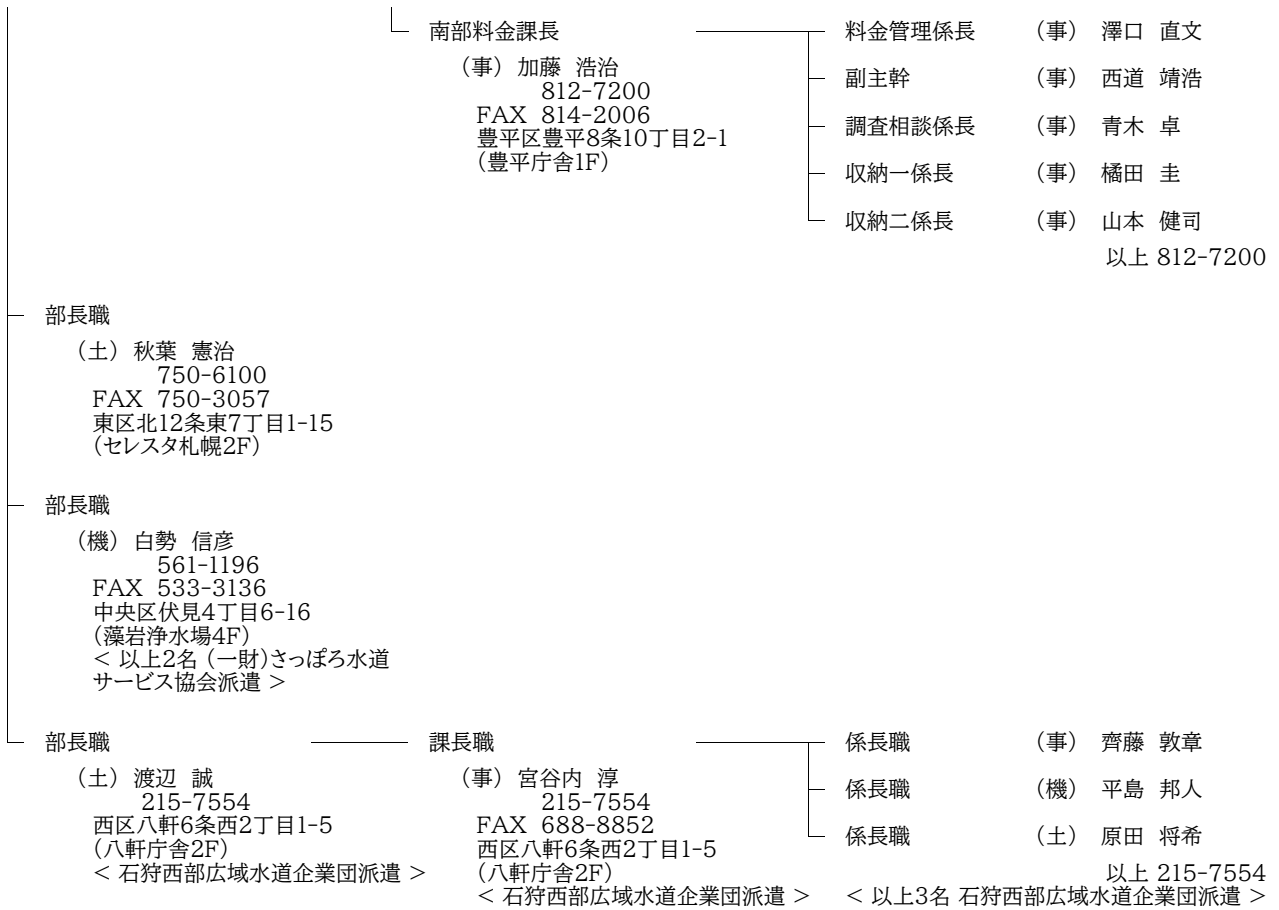 南部料金課長
（事） 加藤 浩治
812-7200
FAX 814-2006
豊平区豊平8条10丁目2-1
(豊平庁舎1F)
料金管理係長 （事） 澤口 直文
副主幹 （事） 西道 靖浩
調査相談係長 （事） 青木 卓
収納一係長 （事） 橘田 圭
収納二係長 （事） 山本 健司
以上 812-7200
部長職
（土） 秋葉 憲治
750-6100
FAX 750-3057
東区北12条東7丁目1-15
(セレスタ札幌2F)
部長職
（機） 白勢 信彦
561-1196
FAX 533-3136
中央区伏見4丁目6-16
(藻岩浄水場4F)
< 以上2名 (一財)さっぽろ水道
サービス協会派遣 >
部長職
（土） 渡辺 誠
215-7554
西区八軒6条西2丁目1-5
(八軒庁舎2F)
< 石狩西部広域水道企業団派遣 >
課長職
（事） 宮谷内 淳
215-7554
FAX 688-8852
西区八軒6条西2丁目1-5
(八軒庁舎2F)
< 石狩西部広域水道企業団派遣 >
係長職 （事） 齊藤 敦章
係長職 （機） 平島 邦人
係長職 （土） 原田 将希
以上 215-7554
< 以上3名 石狩西部広域水道企業団派遣 >